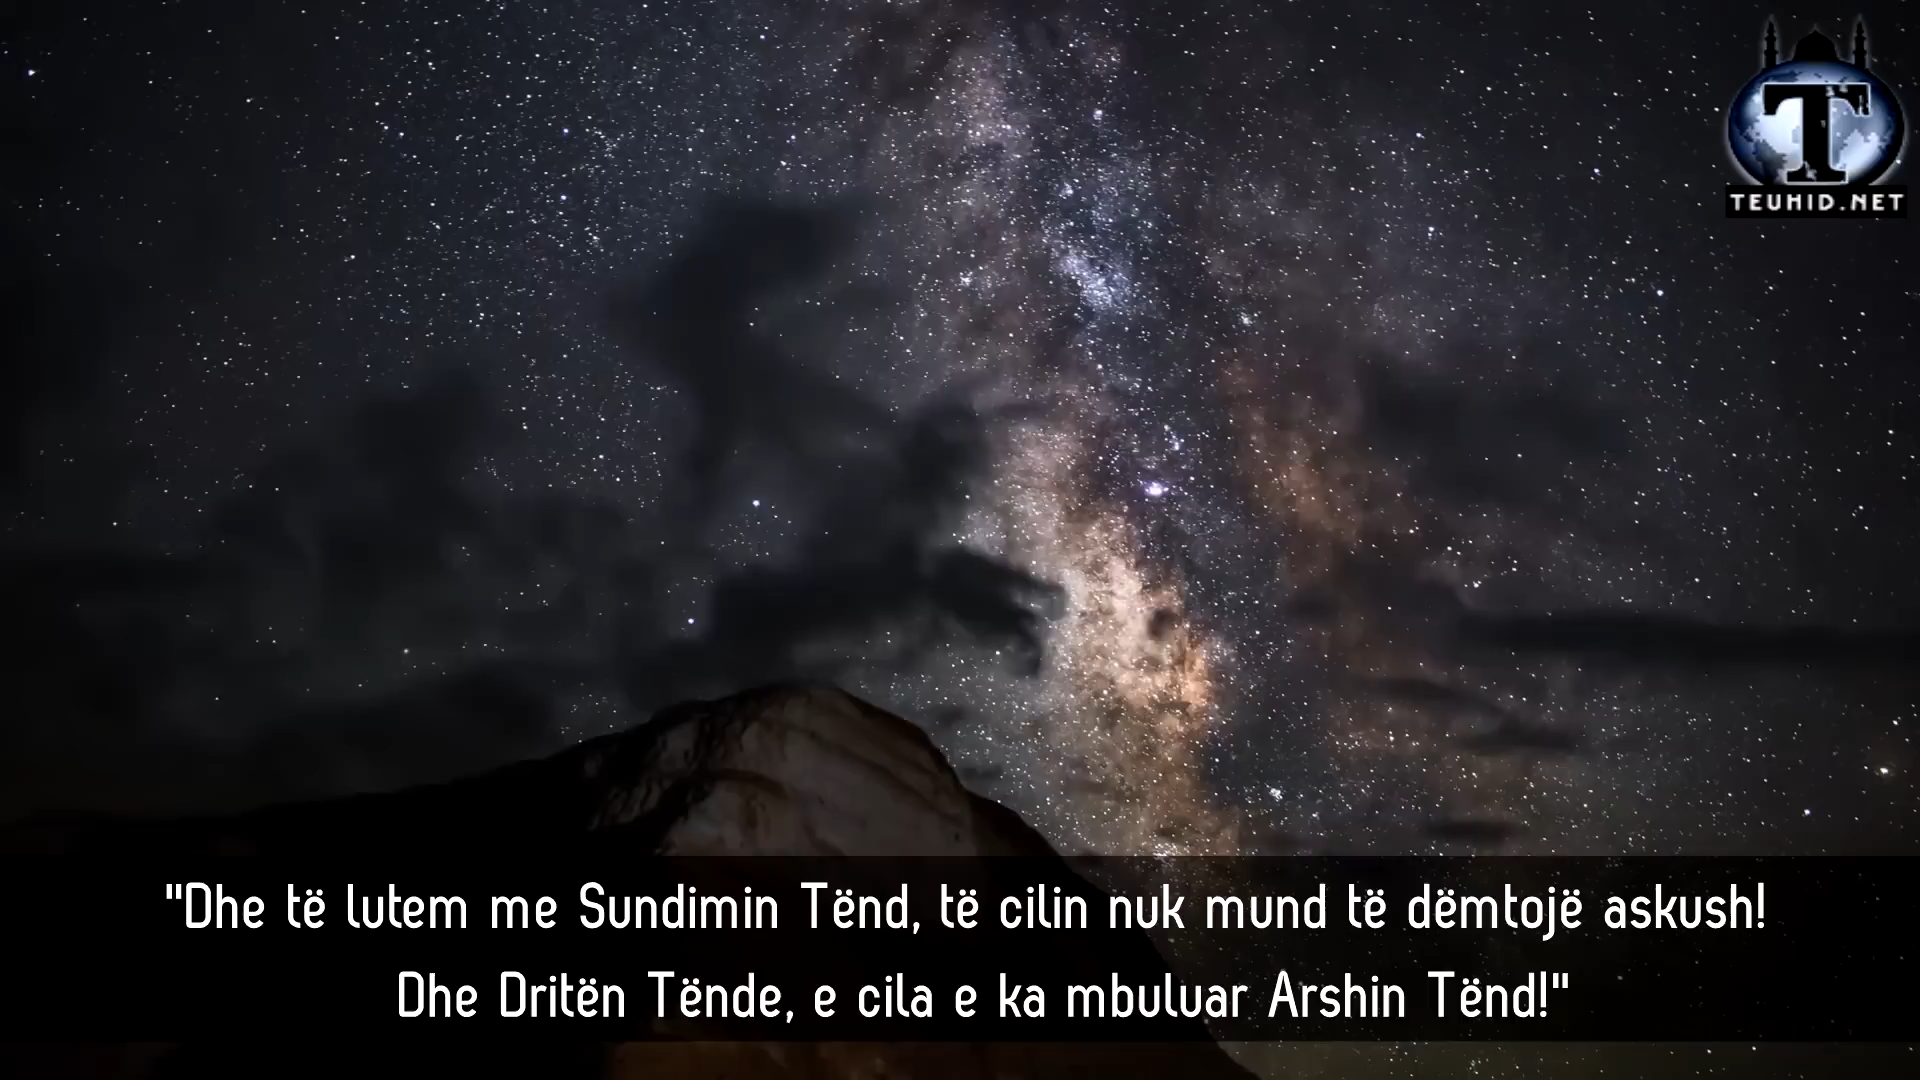 T
TEUHID.NET
"Dhe të lutem me Sundimin Tënd, të cilin nuk mund të dëmtojë askush!
Dhe Dritën Tënde, e cila e ka mbuluar Arshin Tënd!"